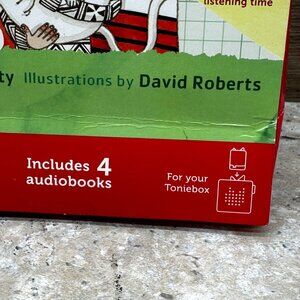 listening time
ty Illustrations by David Roberts
Includes 4
audiobooks
For your
Toniebox